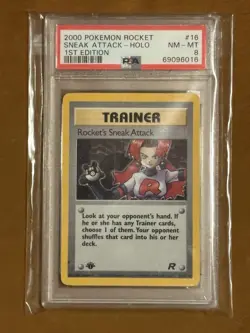 2000 POKEMON ROCKET #16
SNEAK ATTACK-HOLO NM-MT
1ST EDITION 8
PSA 69096016
TRAINER
Rocket's Sneak Attack
R
Look at your opponent's hand. If
he or she has any Trainer cards,
choose 1 of them. Your opponent
shuffles that card into his or her
deck.
1
R